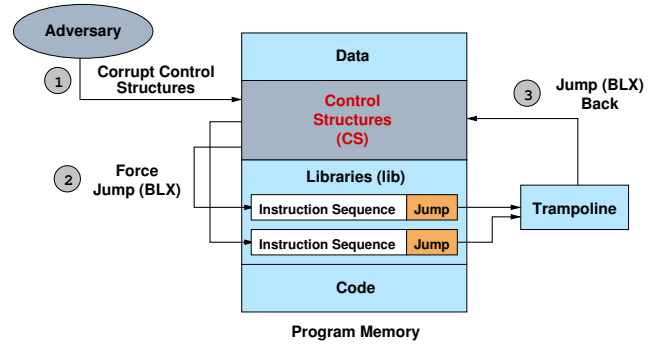 Adversary
1
Corrupt Control
Structures
Data
Control
Structures
(CS)
3
Jump (BLX)
Back
2
Force
Jump (BLX)
Libraries (lib)
Instruction Sequence Jump
Instruction Sequence Jump
Trampoline
Code
Program Memory